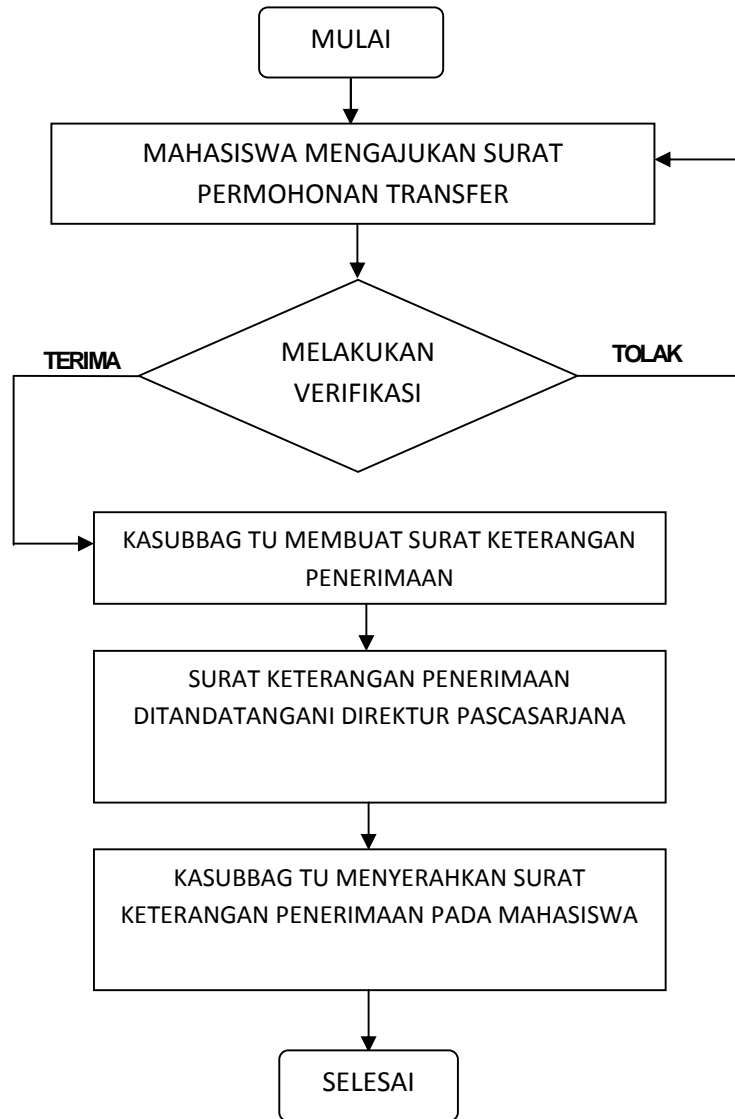 MULAI
MAHASISWA MENGAJUKAN SURAT
PERMOHONAN TRANSFER
MELAKUKAN
VERIFIKASI
TERIMA
TOLAK
KASUBBAG TU MEMBUAT SURAT KETERANGAN
PENERIMAAN
SURAT KETERANGAN PENERIMAAN
DITANDATANGANI DIREKTUR PASCASARJANA
KASUBBAG TU MENYERAHKAN SURAT
KETERANGAN PENERIMAAN PADA MAHASISWA
SELESAI